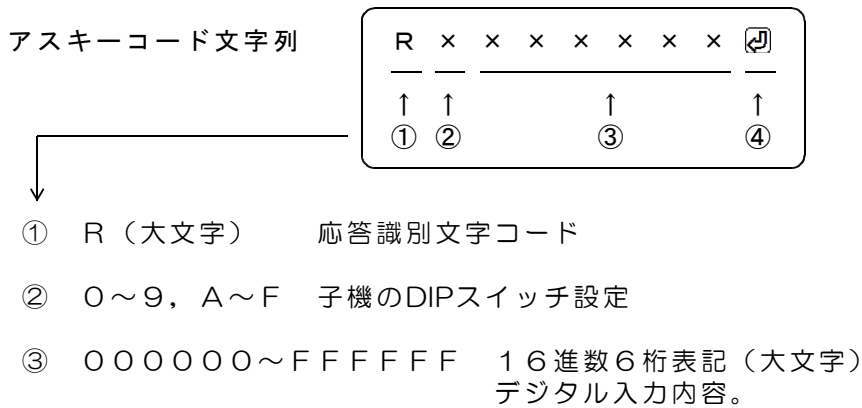 アスキーコード文字列 R × × × × × × × ⏎
↑ ↑ ↑ ↑
① ② ③ ④
① R（大文字） 応答識別文字コード
② 0～9，A～F 子機のDIPスイッチ設定
③ 000000～FFFFFF 16進数6桁表記（大文字）
デジタル入力内容。